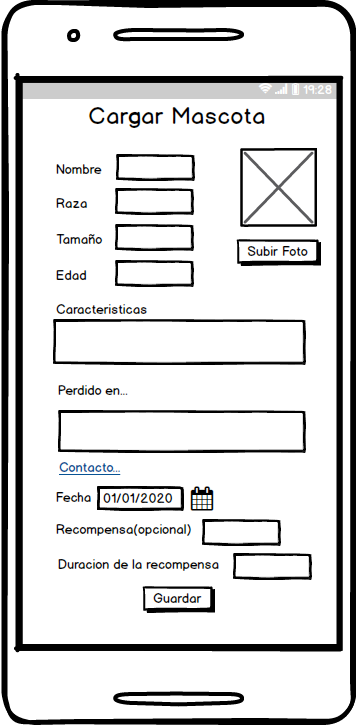 19:28
Cargar Mascota
Nombre
Raza
Tamaño
Subir Foto
Edad
Caracteristicas
Perdido en...
Contacto...
Fecha 01/01/2020
Recompensa(opcional)
Duracion de la recompensa
Guardar